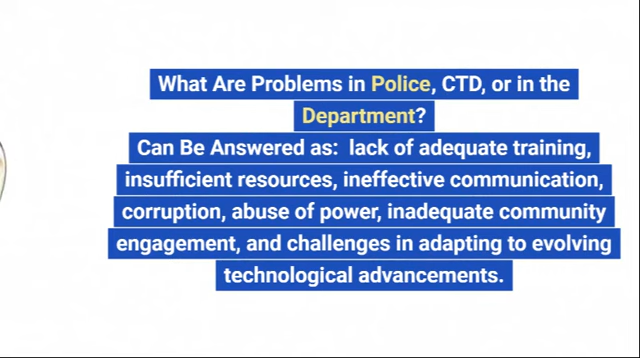 What Are Problems in Police, CTD, or in the
Department?
Can Be Answered as: lack of adequate training,
insufficient resources, ineffective communication,
corruption, abuse of power, inadequate community
engagement, and challenges in adapting to evolving
technological advancements.